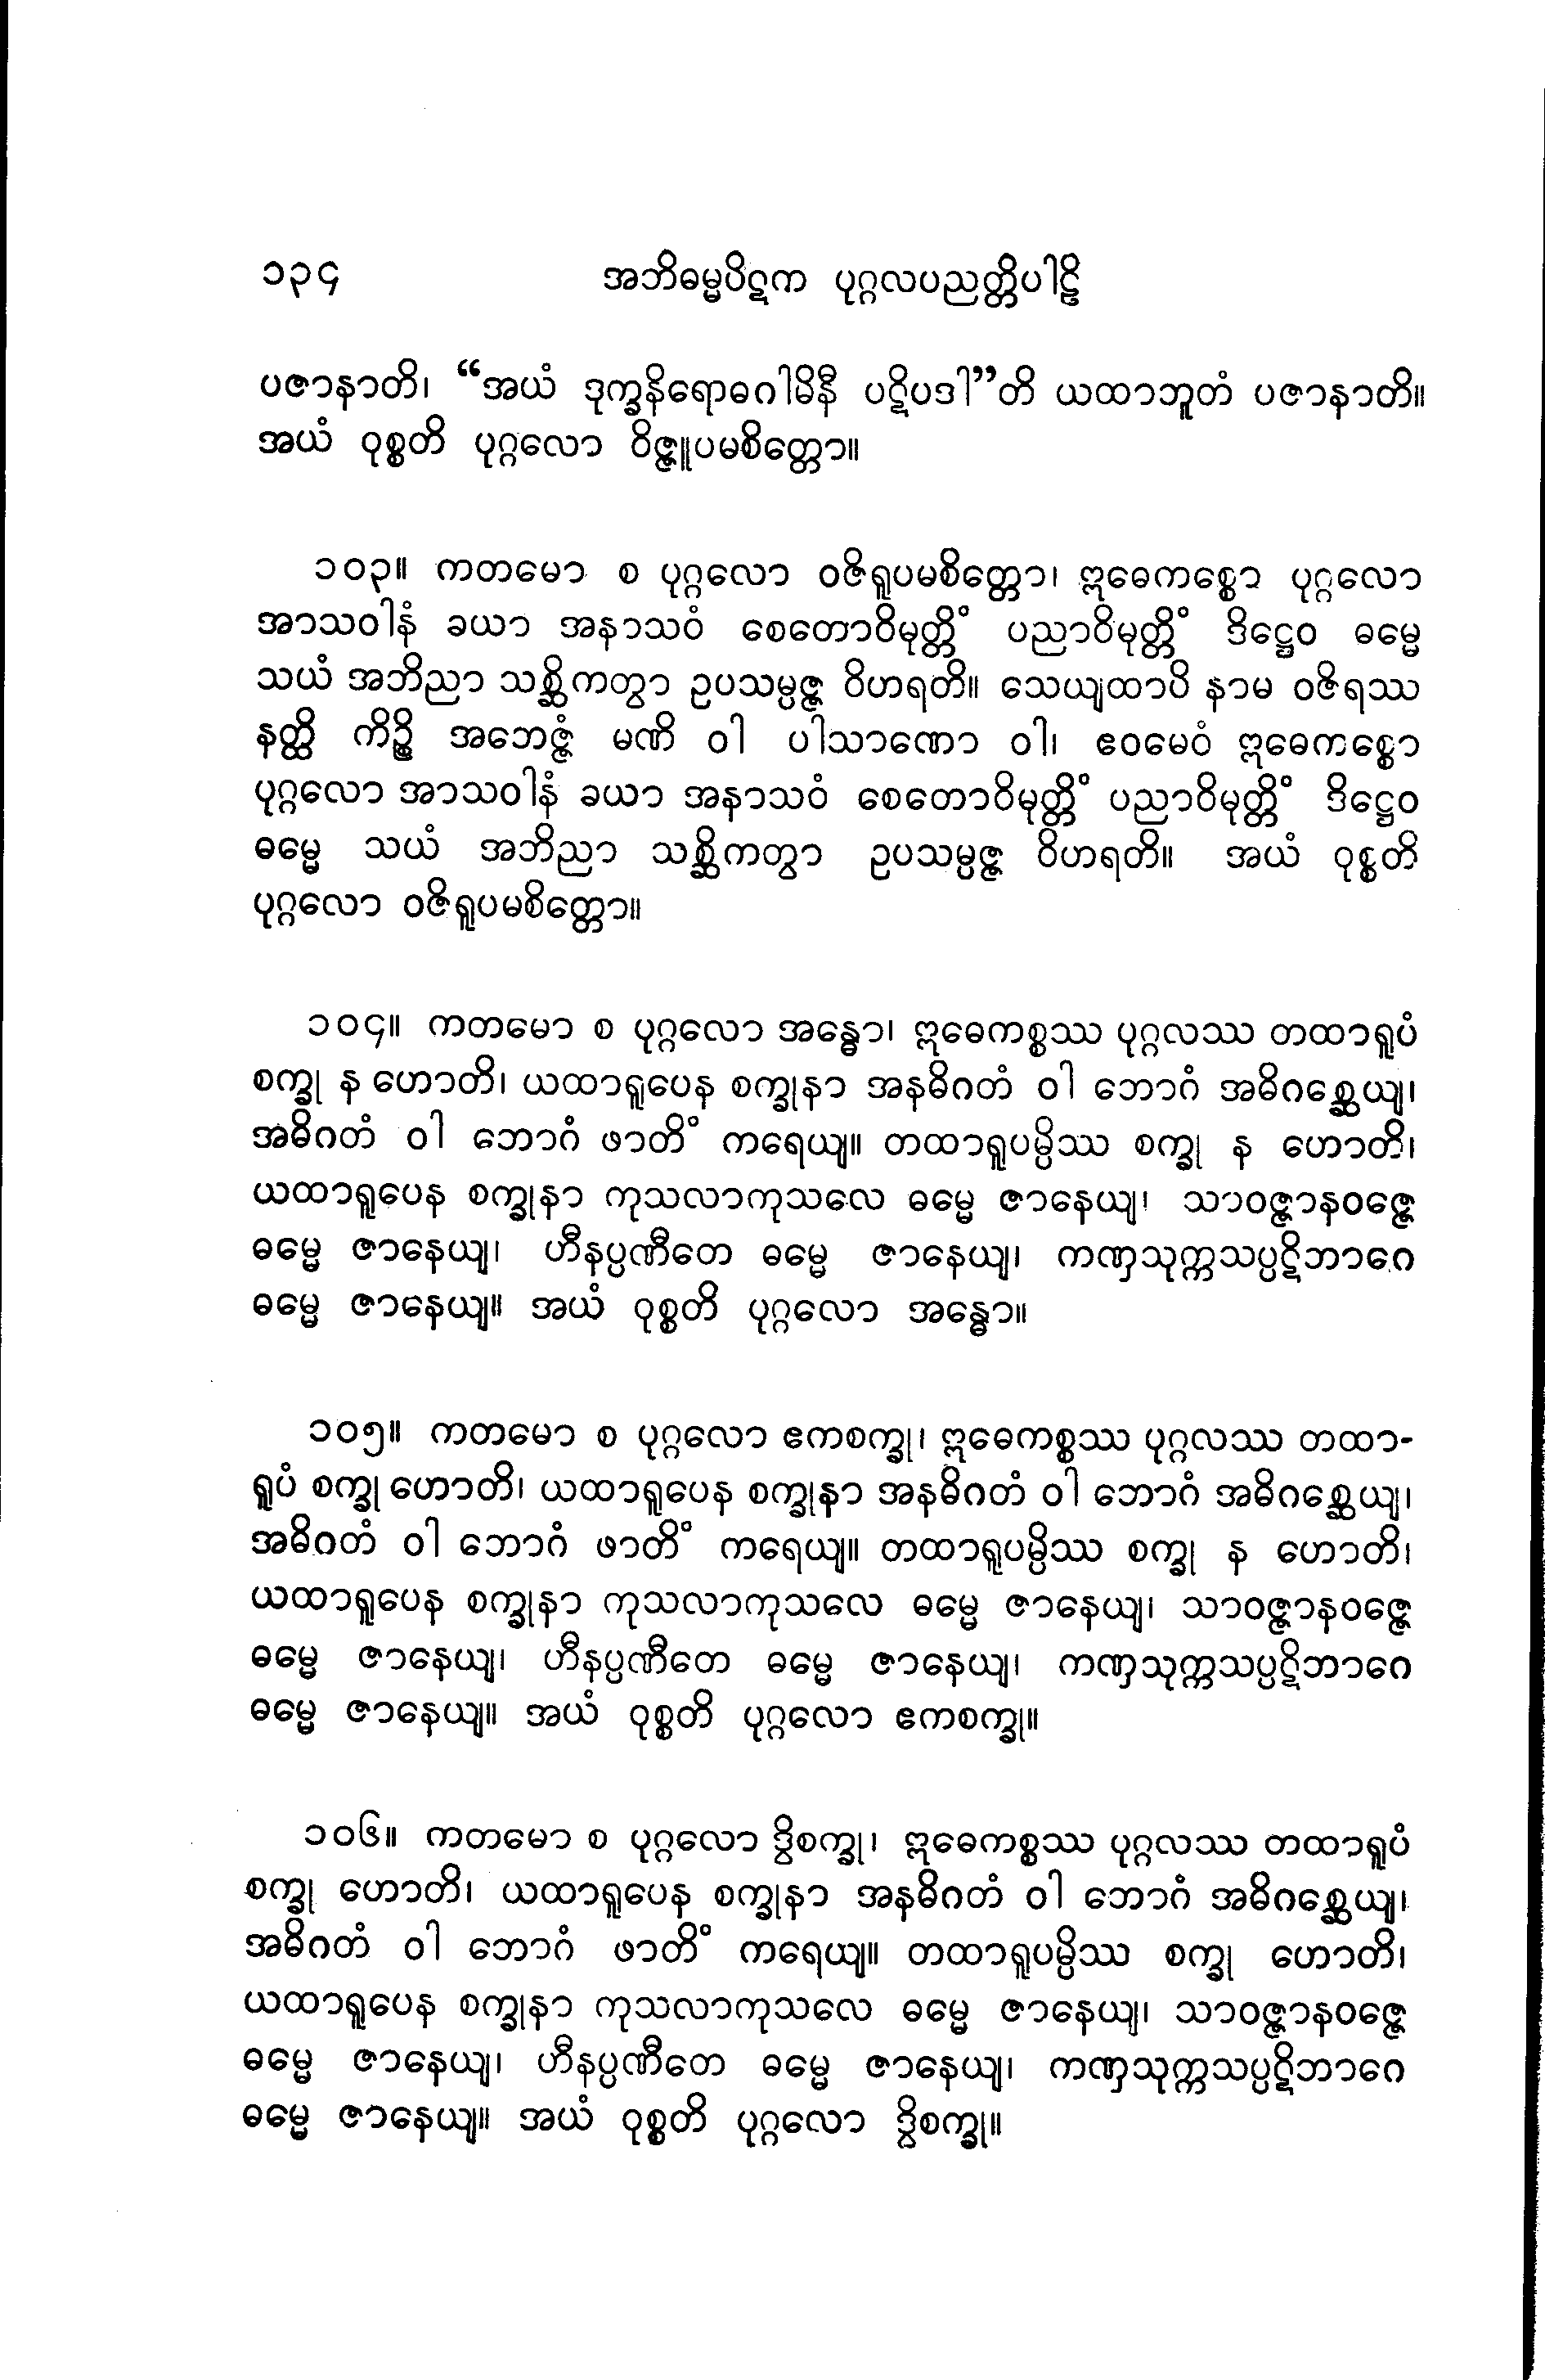 ၁၃၄ အဘိဓမ္မပိဋက ပုဂ္ဂလပညတ္တိပါဠိ
ပဇာနာတိ၊ “အယံ ဒုက္ခနိရောဓဂါမိနီ ပဋိပဒါ”တိ ယထာဘူတံ ပဇာနာတိ။
အယံ ဝုစ္စတိ ပုဂ္ဂလော ဝိဇ္ဇူပမစိတ္တော။
၁၀၃။ ကတမော စ ပုဂ္ဂလော ဝဇိရူပမစိတ္တော၊ ဣဓေကစ္စော ပုဂ္ဂလော
အာသဝါနံ ခယာ အနာသဝံ စေတောဝိမုတ္တိံ ပညာဝိမုတ္တိံ ဒိဋ္ဌေဝ ဓမ္မေ
သယံ အဘိညာ သစ္ဆိကတွာ ဥပသမ္ပဇ္ဇ ဝိဟရတိ။ သေယျထာပိ နာမ ဝဇိရဿ
နတ္ထိ ကိဉ္စိ အဘေဇ္ဇံ မဏိ ဝါ ပါသာဏော ဝါ၊ ဧဝမေဝံ ဣဓေကစ္စော
ပုဂ္ဂလော အာသဝါနံ ခယာ အနာသဝံ စေတောဝိမုတ္တိံ ပညာဝိမုတ္တိံ ဒိဋ္ဌေဝ
ဓမ္မေ သယံ အဘိညာ သစ္ဆိကတွာ ဥပသမ္ပဇ္ဇ ဝိဟရတိ။ အယံ ဝုစ္စတိ
ပုဂ္ဂလော ဝဇိရူပမစိတ္တော။
၁၀၄။ ကတမော စ ပုဂ္ဂလော အန္ဓော၊ ဣဓေကစ္စဿ ပုဂ္ဂလဿ တထာရူပံ
စက္ခု န ဟောတိ၊ ယထာရူပေန စက္ခုနာ အနဓိဂတံ ဝါ ဘောဂံ အဓိဂစ္ဆေယျ၊
အဓိဂတံ ဝါ ဘောဂံ ဖာတိံ ကရေယျ။ တထာရူပမ္ပိဿ စက္ခု န ဟောတိ၊
ယထာရူပေန စက္ခုနာ ကုသလာကုသလေ ဓမ္မေ ဇာနေယျ၊ သာဝဇ္ဇာနဝဇ္ဇေ
ဓမ္မေ ဇာနေယျ၊ ဟီနပ္ပဏီတေ ဓမ္မေ ဇာနေယျ၊ ကဏှသုက္ကသပ္ပဋိဘာဂေ
ဓမ္မေ ဇာနေယျ။ အယံ ဝုစ္စတိ ပုဂ္ဂလော အန္ဓော။
၁၀၅။ ကတမော စ ပုဂ္ဂလော ဧကစက္ခု၊ ဣဓေကစ္စဿ ပုဂ္ဂလဿ တထာ-
ရူပံ စက္ခု ဟောတိ၊ ယထာရူပေန စက္ခုနာ အနဓိဂတံ ဝါ ဘောဂံ အဓိဂစ္ဆေယျ၊
အဓိဂတံ ဝါ ဘောဂံ ဖာတိံ ကရေယျ။ တထာရူပမ္ပိဿ စက္ခု န ဟောတိ၊
ယထာရူပေန စက္ခုနာ ကုသလာကုသလေ ဓမ္မေ ဇာနေယျ၊ သာဝဇ္ဇာနဝဇ္ဇေ
ဓမ္မေ ဇာနေယျ၊ ဟီနပ္ပဏီတေ ဓမ္မေ ဇာနေယျ၊ ကဏှသုက္ကသပ္ပဋိဘာဂေ
ဓမ္မေ ဇာနေယျ။ အယံ ဝုစ္စတိ ပုဂ္ဂလော ဧကစက္ခု။
၁၀၆။ ကတမော စ ပုဂ္ဂလော ဒွိစက္ခု၊ ဣဓေကစ္စဿ ပုဂ္ဂလဿ တထာရူပံ
စက္ခု ဟောတိ၊ ယထာရူပေန စက္ခုနာ အနဓိဂတံ ဝါ ဘောဂံ အဓိဂစ္ဆေယျ၊
အဓိဂတံ ဝါ ဘောဂံ ဖာတိံ ကရေယျ။ တထာရူပမ္ပိဿ စက္ခု ဟောတိ၊
ယထာရူပေန စက္ခုနာ ကုသလာကုသလေ ဓမ္မေ ဇာနေယျ၊ သာဝဇ္ဇာနဝဇ္ဇေ
ဓမ္မေ ဇာနေယျ၊ ဟီနပ္ပဏီတေ ဓမ္မေ ဇာနေယျ၊ ကဏှသုက္ကသပ္ပဋိဘာဂေ
ဓမ္မေ ဇာနေယျ။ အယံ ဝုစ္စတိ ပုဂ္ဂလော ဒွိစက္ခု။